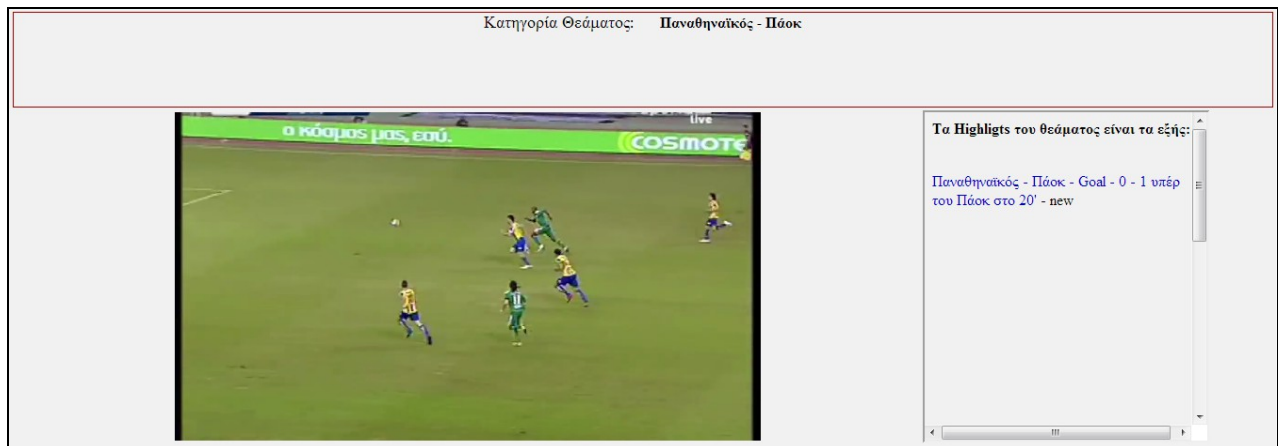 Κατηγορία Θεάματος: Παναθηναϊκός - Πάοκ
live
ο κόσμος μας, εσύ.
COSMOTE
11
Τα Highligts του θεάματος είναι τα εξής:
Παναθηναϊκός - Πάοκ - Goal - 0 - 1 υπέρ
του Πάοκ στο 20' - new